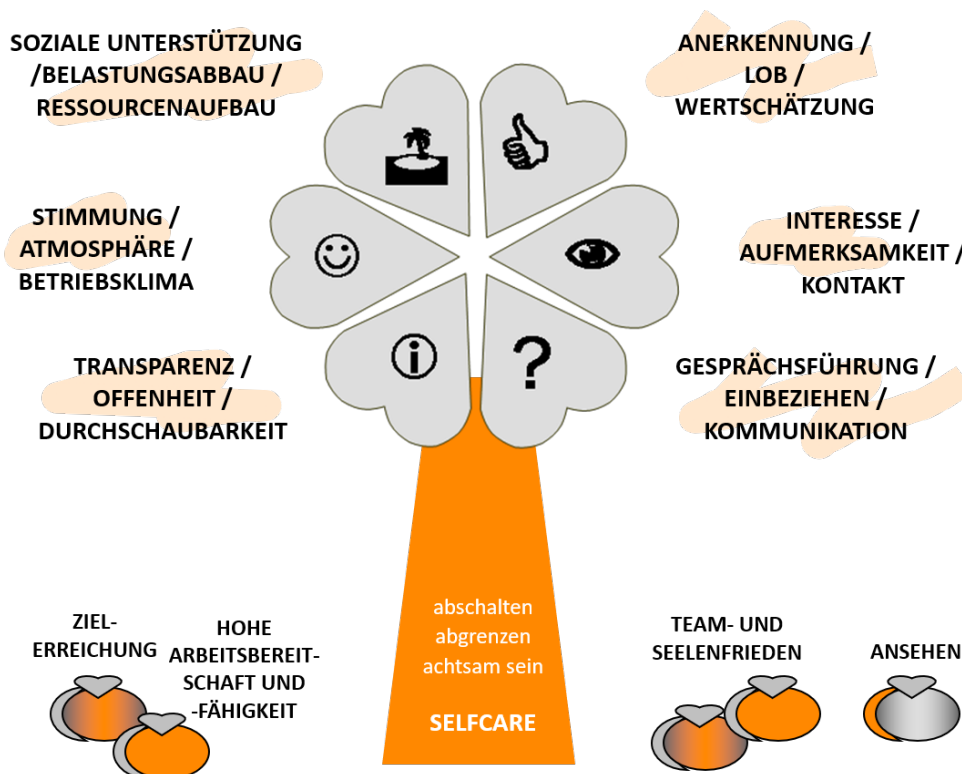 SOZIALE UNTERSTÜTZUNG
/BELASTUNGSABBAU /
RESSOURCENAUFBAU
ANERKENNUNG /
LOB /
WERTSCHÄTZUNG
STIMMUNG /
ATMOSPHÄRE /
BETRIEBSKLIMA
INTERESSE /
AUFMERKSAMKEIT /
KONTAKT
TRANSPARENZ /
OFFENHEIT /
DURCHSCHAUBARKEIT
i
?
GESPRÄCHSFÜHRUNG /
EINBEZIEHEN /
KOMMUNIKATION
ZIEL-
ERREICHUNG
HOHE
ARBEITSBEREIT-
SCHAFT UND
-FÄHIGKEIT
abschalten
abgrenzen
achtsam sein
SELFCARE
TEAM- UND
SEELENFRIEDEN
ANSEHEN